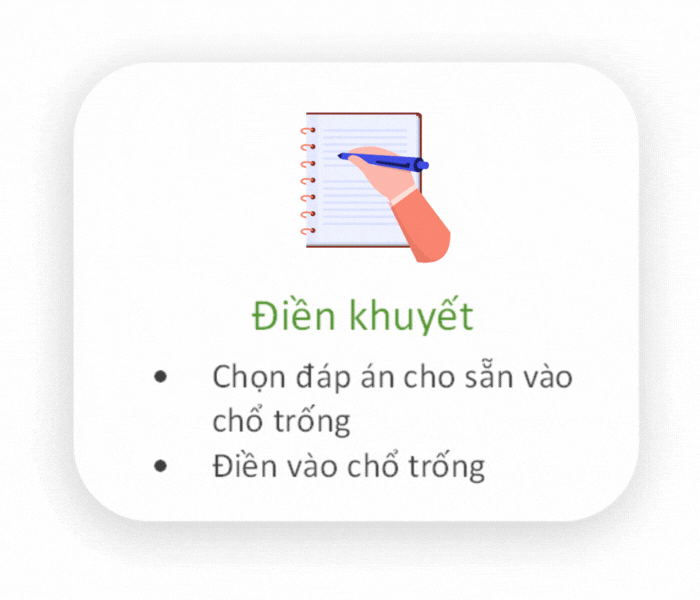 Điền khuyết
• Chọn đáp án cho sẵn vào
chổ trống
• Điền vào chổ trống